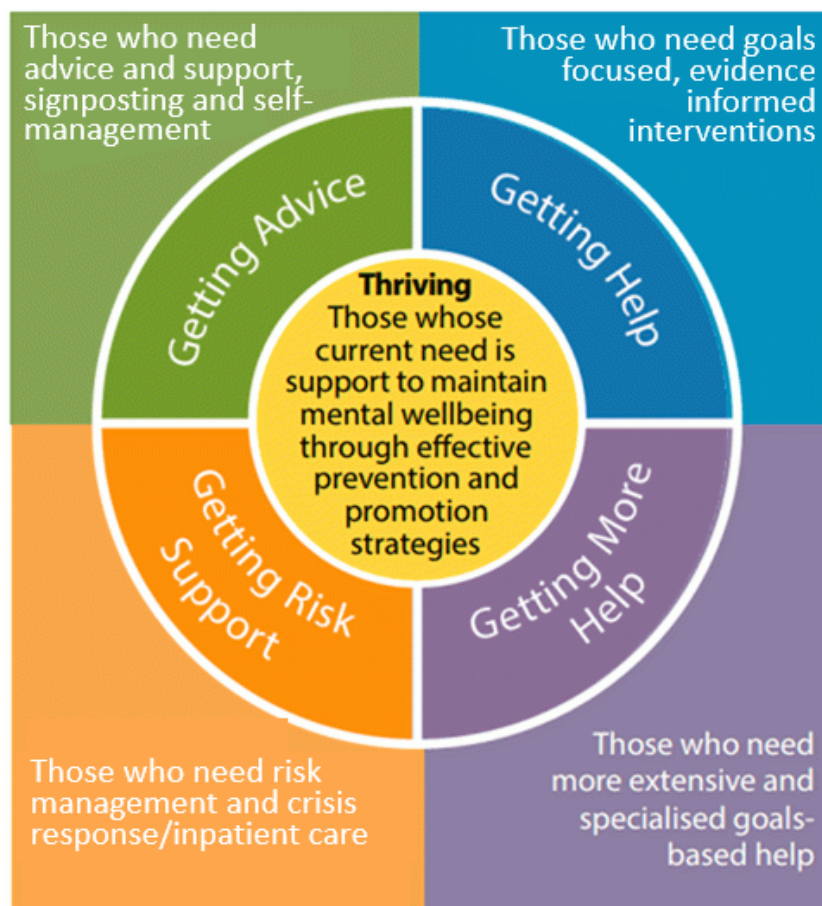 Those who need
advice and support,
signposting and self-
management
Those who need goals
focused, evidence
informed
interventions
Getting Advice
Getting Help
Thriving
Those whose
current need is
support to maintain
mental wellbeing
through effective
prevention and
promotion
strategies
Getting Risk
Support
Getting More
Help
Those who need risk
management and crisis
response/inpatient care
Those who need
more extensive and
specialised goals-
based help